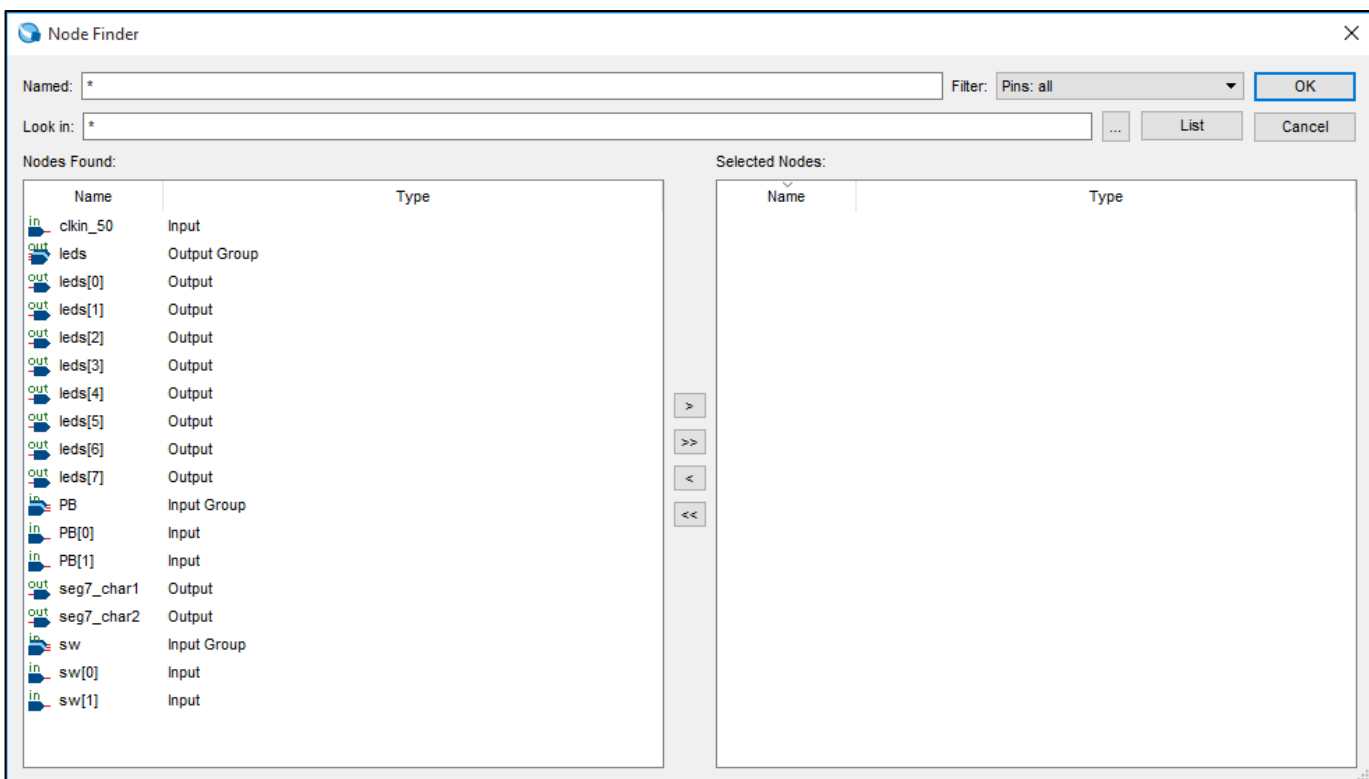 Node Finder
Named: * Filter: Pins: all OK
Look in: * ... List Cancel
Nodes Found: Selected Nodes:
Name Type Name Type
in clkin_50 Input
out leds Output Group
out leds[0] Output
out leds[1] Output
out leds[2] Output
out leds[3] Output
out leds[4] Output
out leds[5] Output
out leds[6] Output
out leds[7] Output
in PB Input Group
in PB[0] Input
in PB[1] Input
out seg7_char1 Output
out seg7_char2 Output
in sw Input Group
in sw[0] Input
in sw[1] Input
>
>>
<
<<